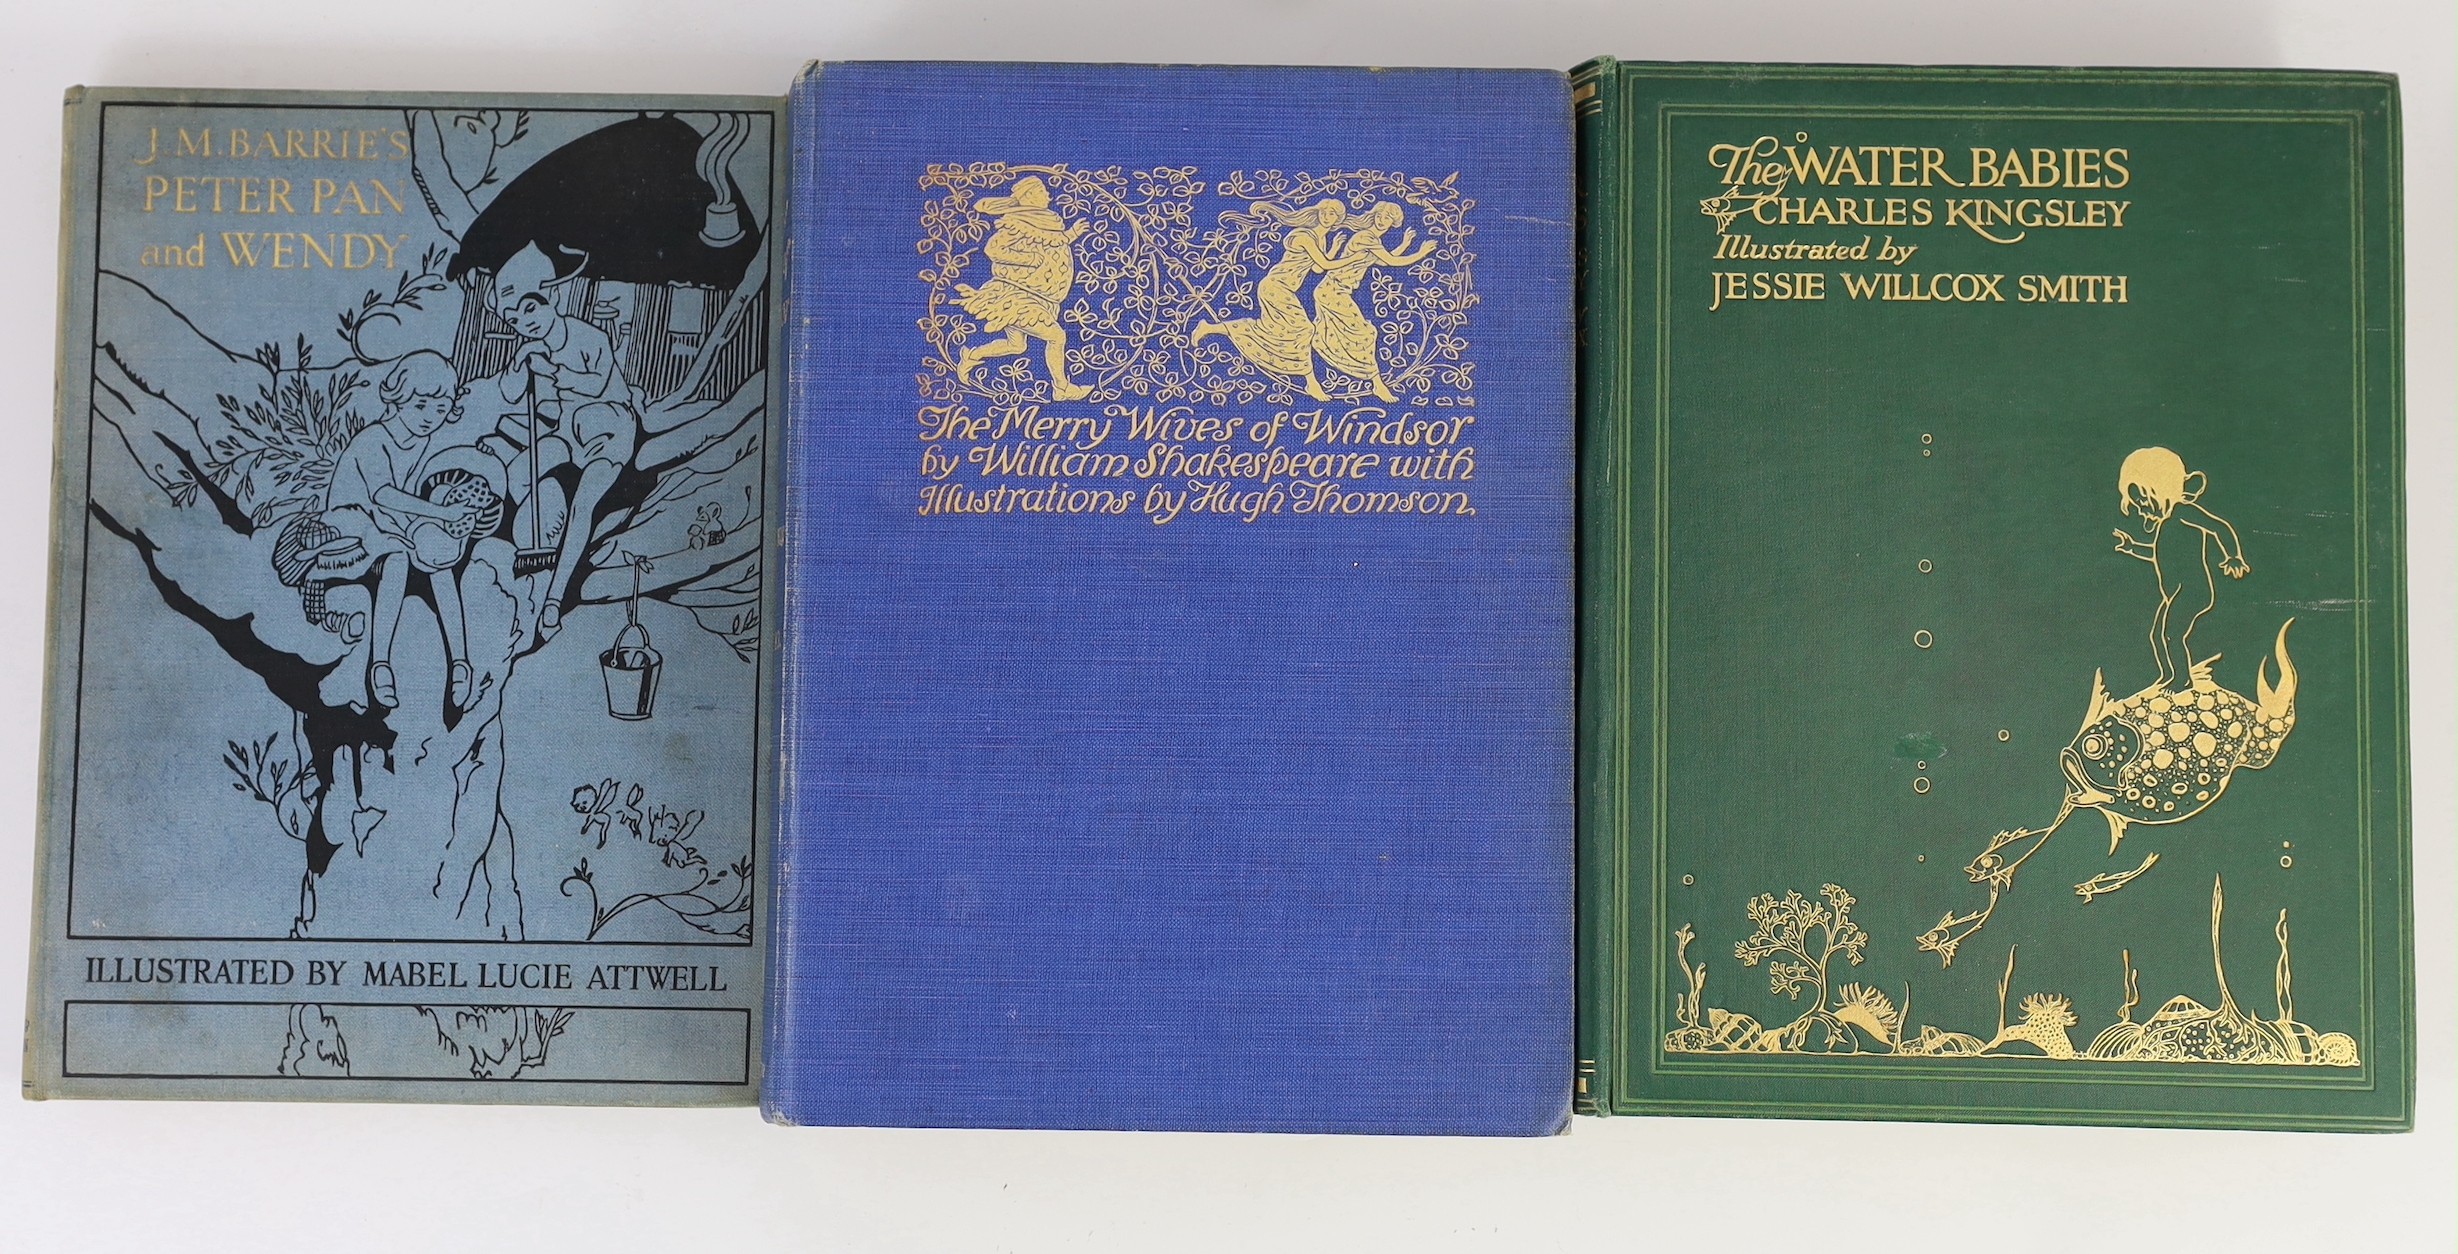 J. M. BARRIE'S
PETER PAN
and WENDY
ILLUSTRATED BY MABEL LUCIE ATTWELL
The Merry Wives of Windsor
by William Shakespeare with
Illustrations by Hugh Thomson.
The WATER BABIES
CHARLES KINGSLEY
Illustrated by
JESSIE WILLCOX SMITH